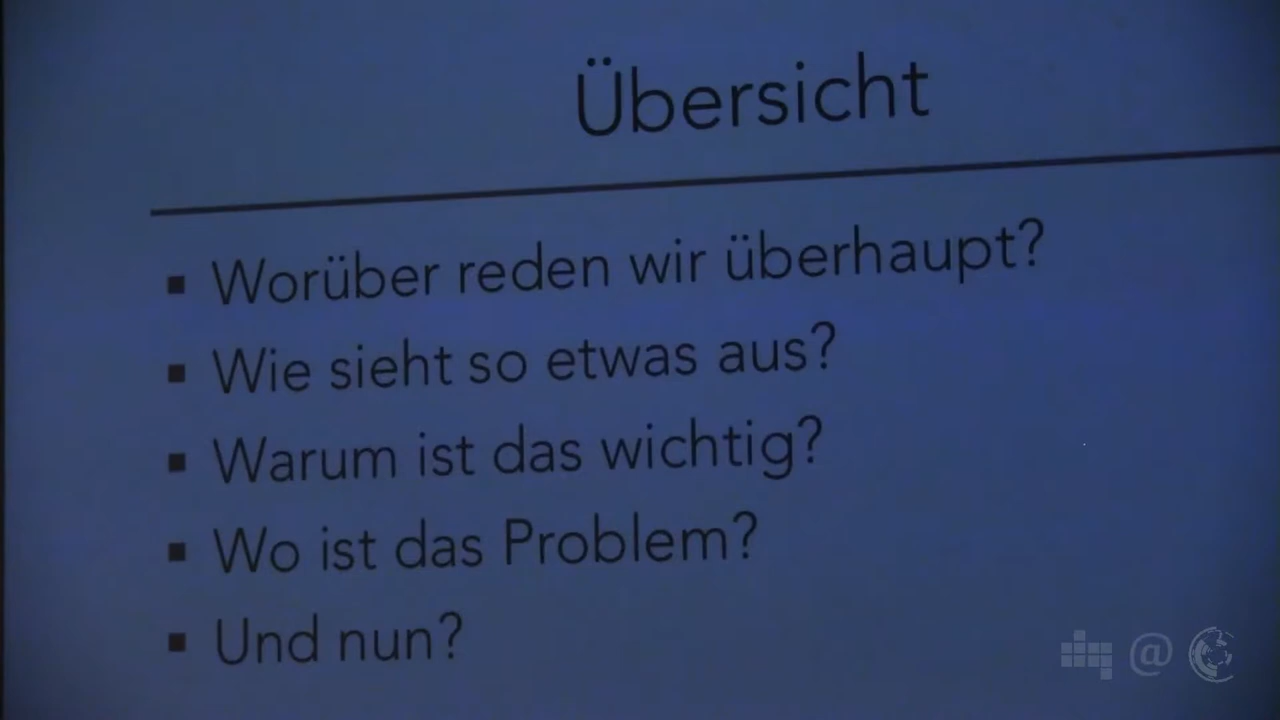 Übersicht
Worüber reden wir überhaupt?
Wie sieht so etwas aus?
Warum ist das wichtig?
Wo ist das Problem?
Und nun?
@